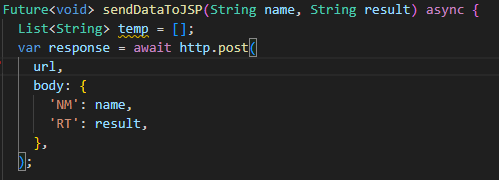 Future<void> sendDataToJSP(String name, String result) async {
List<String> temp = [];
var response = await http.post(
url,
body: {
'NM': name,
'RT': result,
},
);